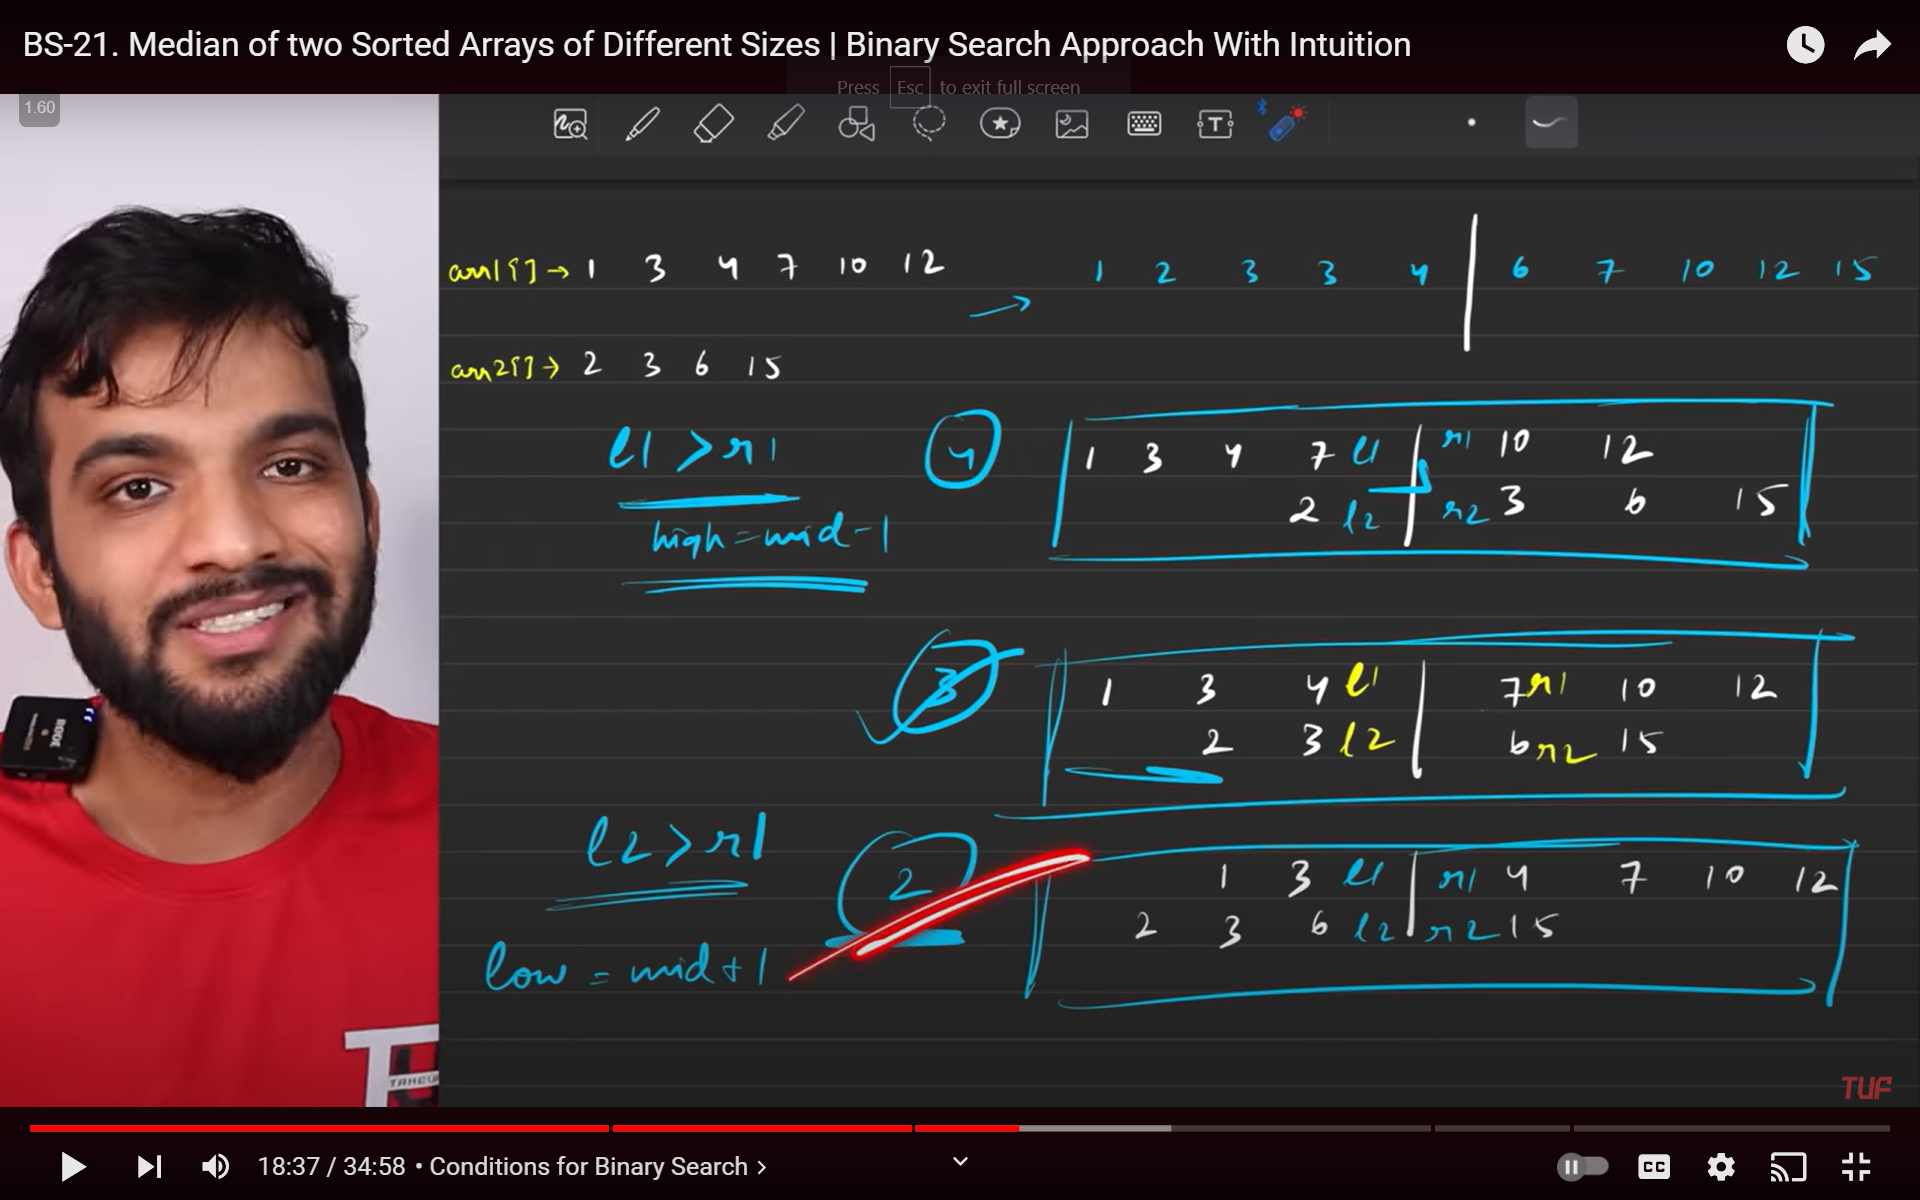 BS-21. Median of two Sorted Arrays of Different Sizes | Binary Search Approach With Intuition
Press Esc to exit full screen
1.60
arr1[] → 1 3 4 7 10 12
1 2 3 3 4 | 6 7 10 12 15
arr2[] → 2 3 6 15
l1 > r1
high = mid - 1
4
1 3 4 7 l1 | r1 10 12
2 l2 | r2 3 6 15
3
1 3 4 l1 | 7 r1 10 12
2 3 l2 | 6 r2 15
l2 > r1
low = mid + 1
2
1 3 l1 | r1 4 7 10 12
2 3 6 l2 | r2 15
RODE
TAKEU
TUF
18:37 / 34:58 • Conditions for Binary Search >
CC